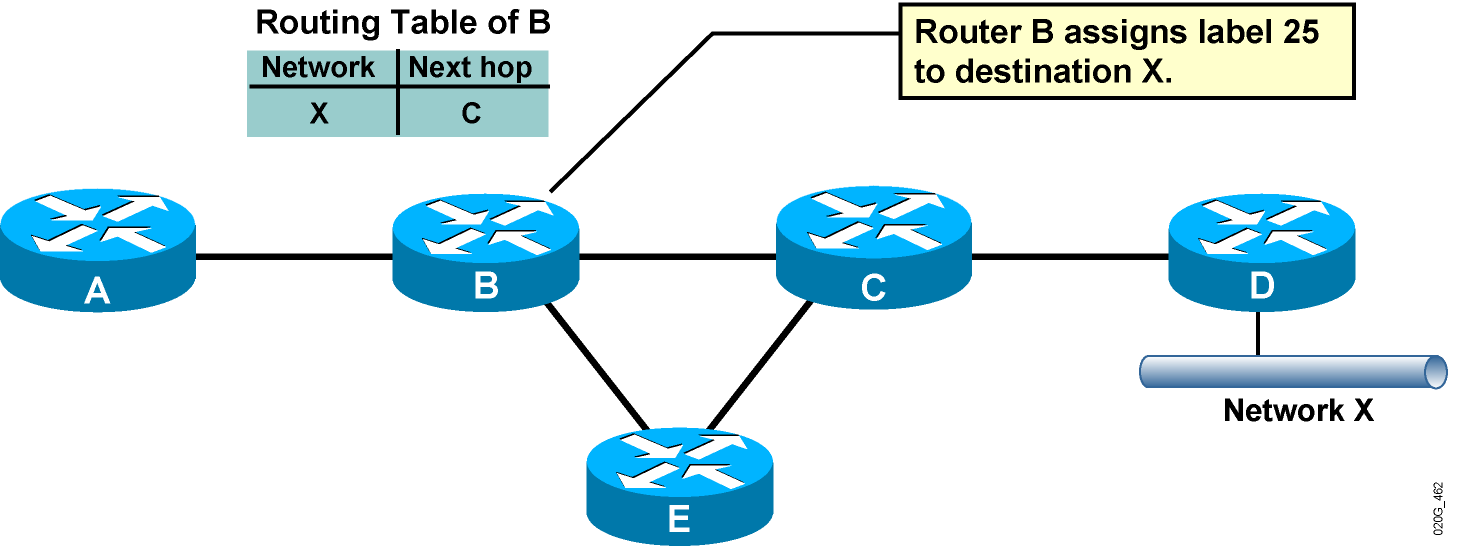 Routing Table of B
Network Next hop
X C
Router B assigns label 25
to destination X.
A B C D
Network X
E
020G_462